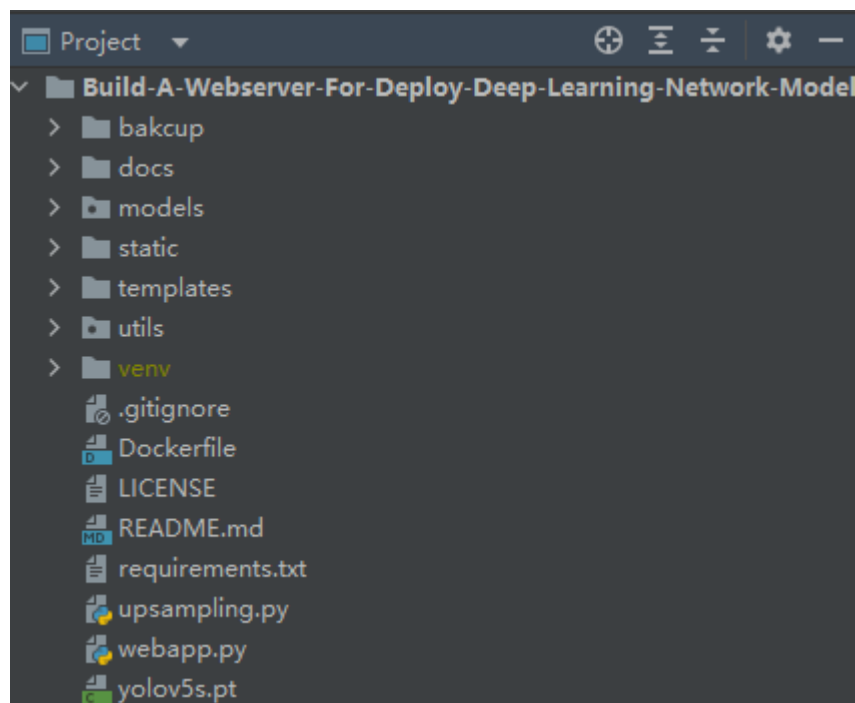 Project
Build-A-Webserver-For-Deploy-Deep-Learning-Network-Model
bakcup
docs
models
static
templates
utils
venv
.gitignore
Dockerfile
LICENSE
README.md
requirements.txt
upsampling.py
webapp.py
yolov5s.pt